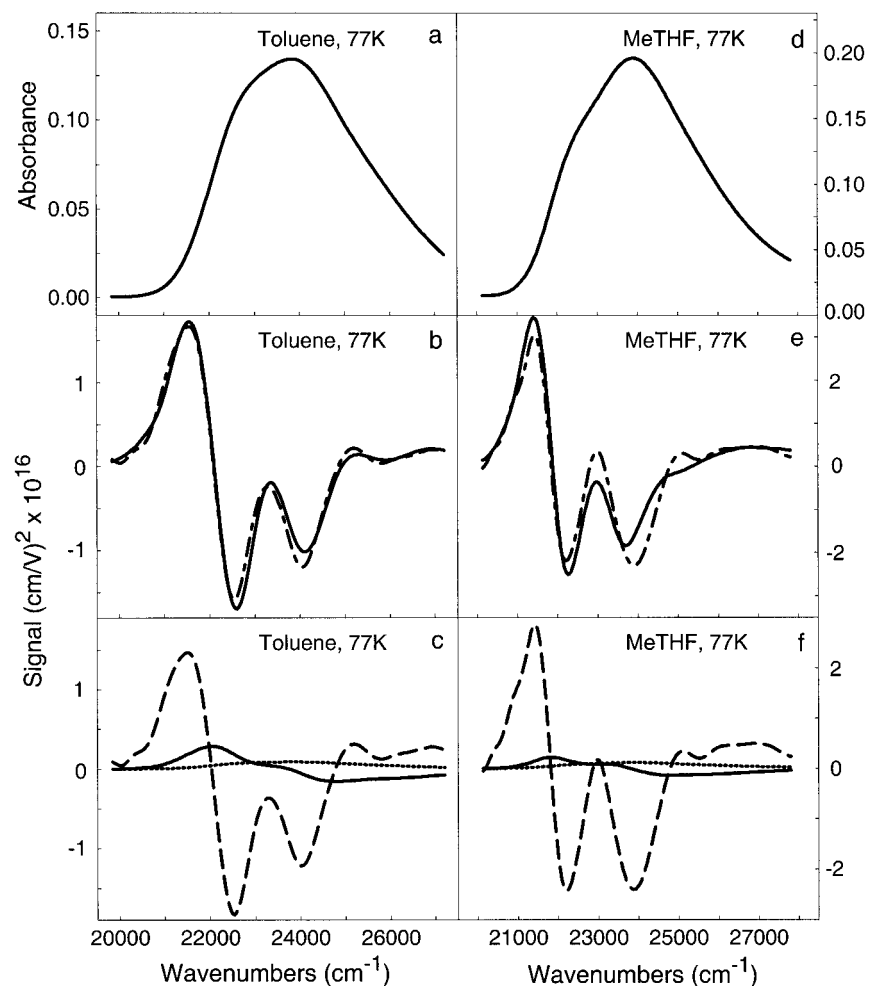 Toluene, 77K a
MeTHF, 77K d
0.15
0.10
0.05
0.00
Absorbance
0.20
0.15
0.10
0.05
0.00
Toluene, 77K b
MeTHF, 77K e
1
0
-1
2
0
-2
Signal (cm/V)² x 10¹⁶
Toluene, 77K c
MeTHF, 77K f
1
0
-1
2
0
-2
20000 22000 24000 26000
21000 23000 25000 27000
Wavenumbers (cm⁻¹)
Wavenumbers (cm⁻¹)